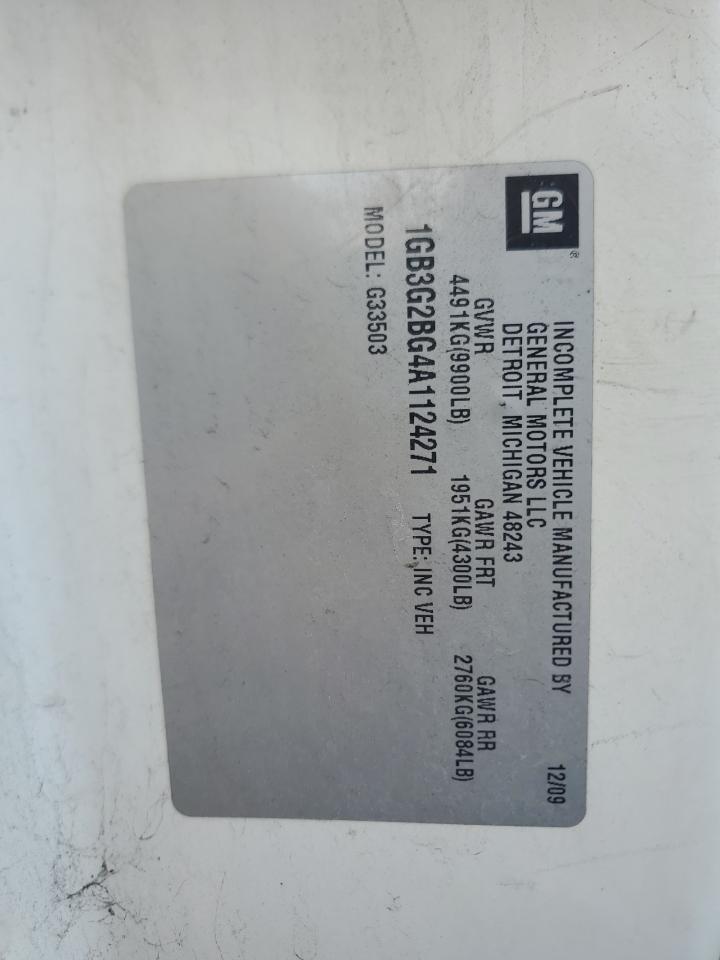 GM®
INCOMPLETE VEHICLE MANUFACTURED BY 12/09
GENERAL MOTORS LLC
DETROIT, MICHIGAN 48243
GVWR GAWR FRT GAWR RR
4491KG(9900LB) 1951KG(4300LB) 2760KG(6084LB)
1GB3G2BG4A1124271 TYPE: INC VEH
MODEL: G33503